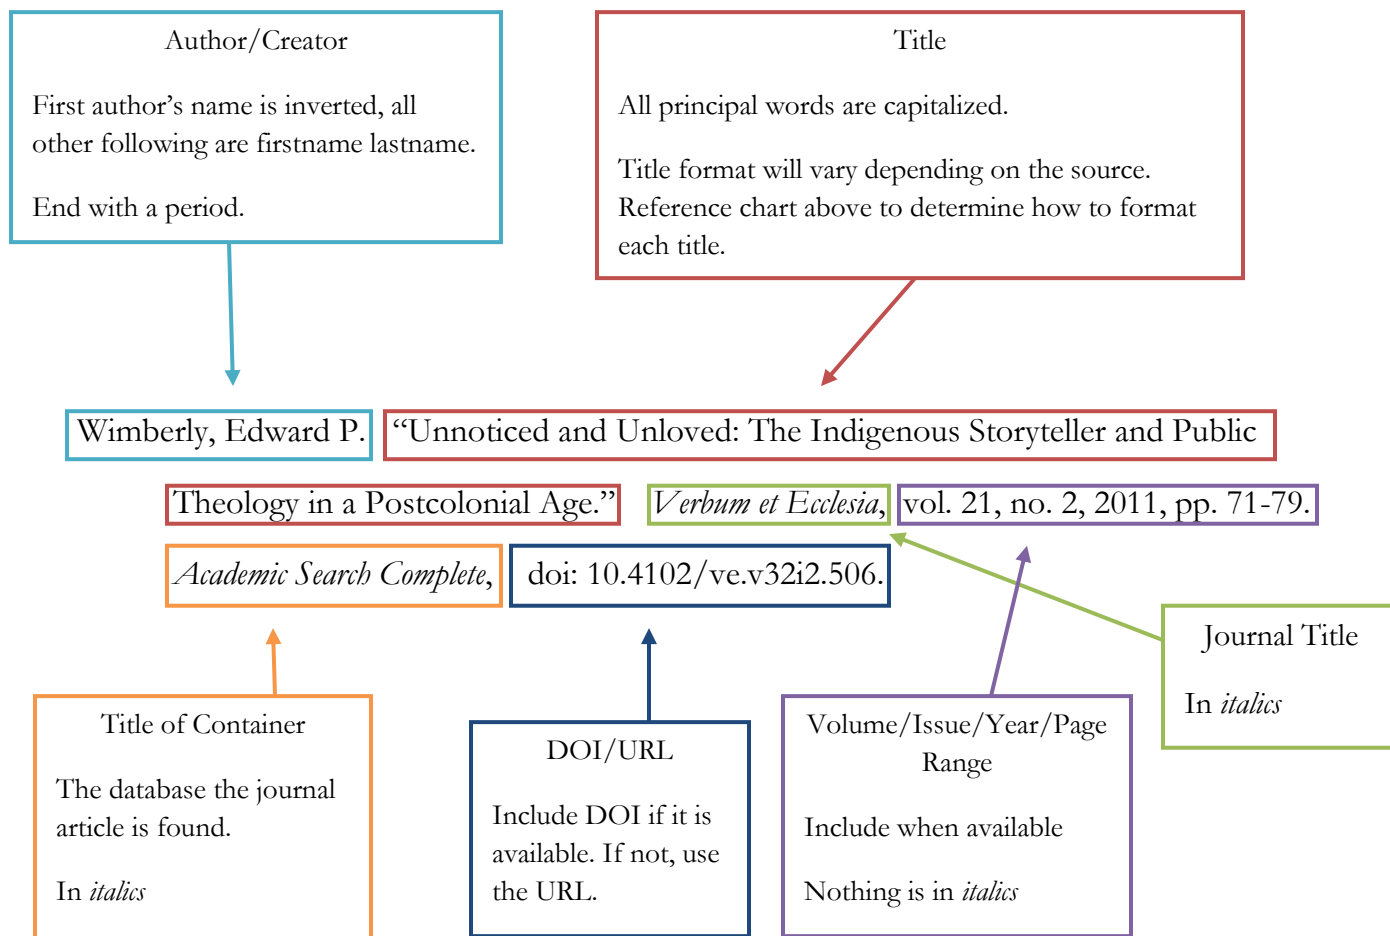 Author/Creator
First author’s name is inverted, all
other following are firstname lastname.
End with a period.
Title
All principal words are capitalized.
Title format will vary depending on the source.
Reference chart above to determine how to format
each title.
Wimberly, Edward P. “Unnoticed and Unloved: The Indigenous Storyteller and Public
Theology in a Postcolonial Age.” Verbum et Ecclesia, vol. 21, no. 2, 2011, pp. 71-79.
Academic Search Complete, doi: 10.4102/ve.v32i2.506.
Title of Container
The database the journal
article is found.
In italics
DOI/URL
Include DOI if it is
available. If not, use
the URL.
Volume/Issue/Year/Page
Range
Include when available
Nothing is in italics
Journal Title
In italics